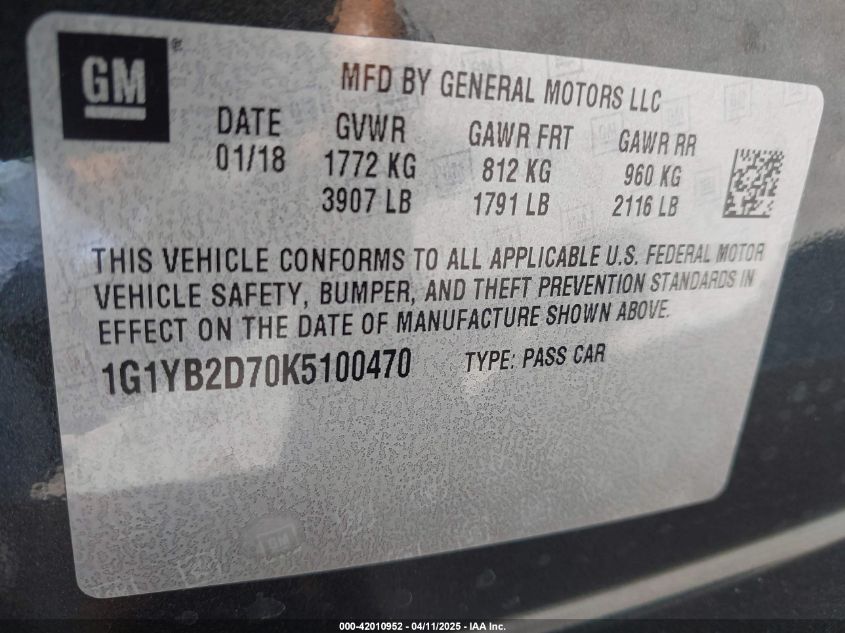 GM®
MFD BY GENERAL MOTORS LLC
DATE GVWR GAWR FRT GAWR RR
01/18 1772 KG 812 KG 960 KG
3907 LB 1791 LB 2116 LB
THIS VEHICLE CONFORMS TO ALL APPLICABLE U.S. FEDERAL MOTOR
VEHICLE SAFETY, BUMPER, AND THEFT PREVENTION STANDARDS IN
EFFECT ON THE DATE OF MANUFACTURE SHOWN ABOVE.
1G1YB2D70K5100470 TYPE: PASS CAR
GM
000-42010952 - 04/11/2025 - IAA Inc.